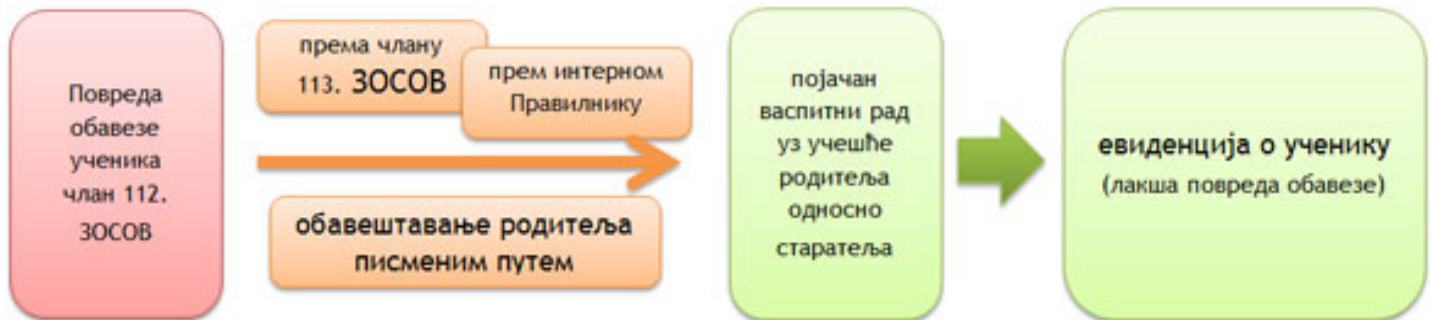 Повреда
обавезе
ученика
члан 112.
ЗОСОВ
према члану
113. ЗОСОВ
прем интерном
Правилнику
обавештавање родитеља
писменим путем
појачан
васпитни рад
уз учешће
родитеља
односно
старатеља
евиденција о ученику
(лакша повреда обавезе)